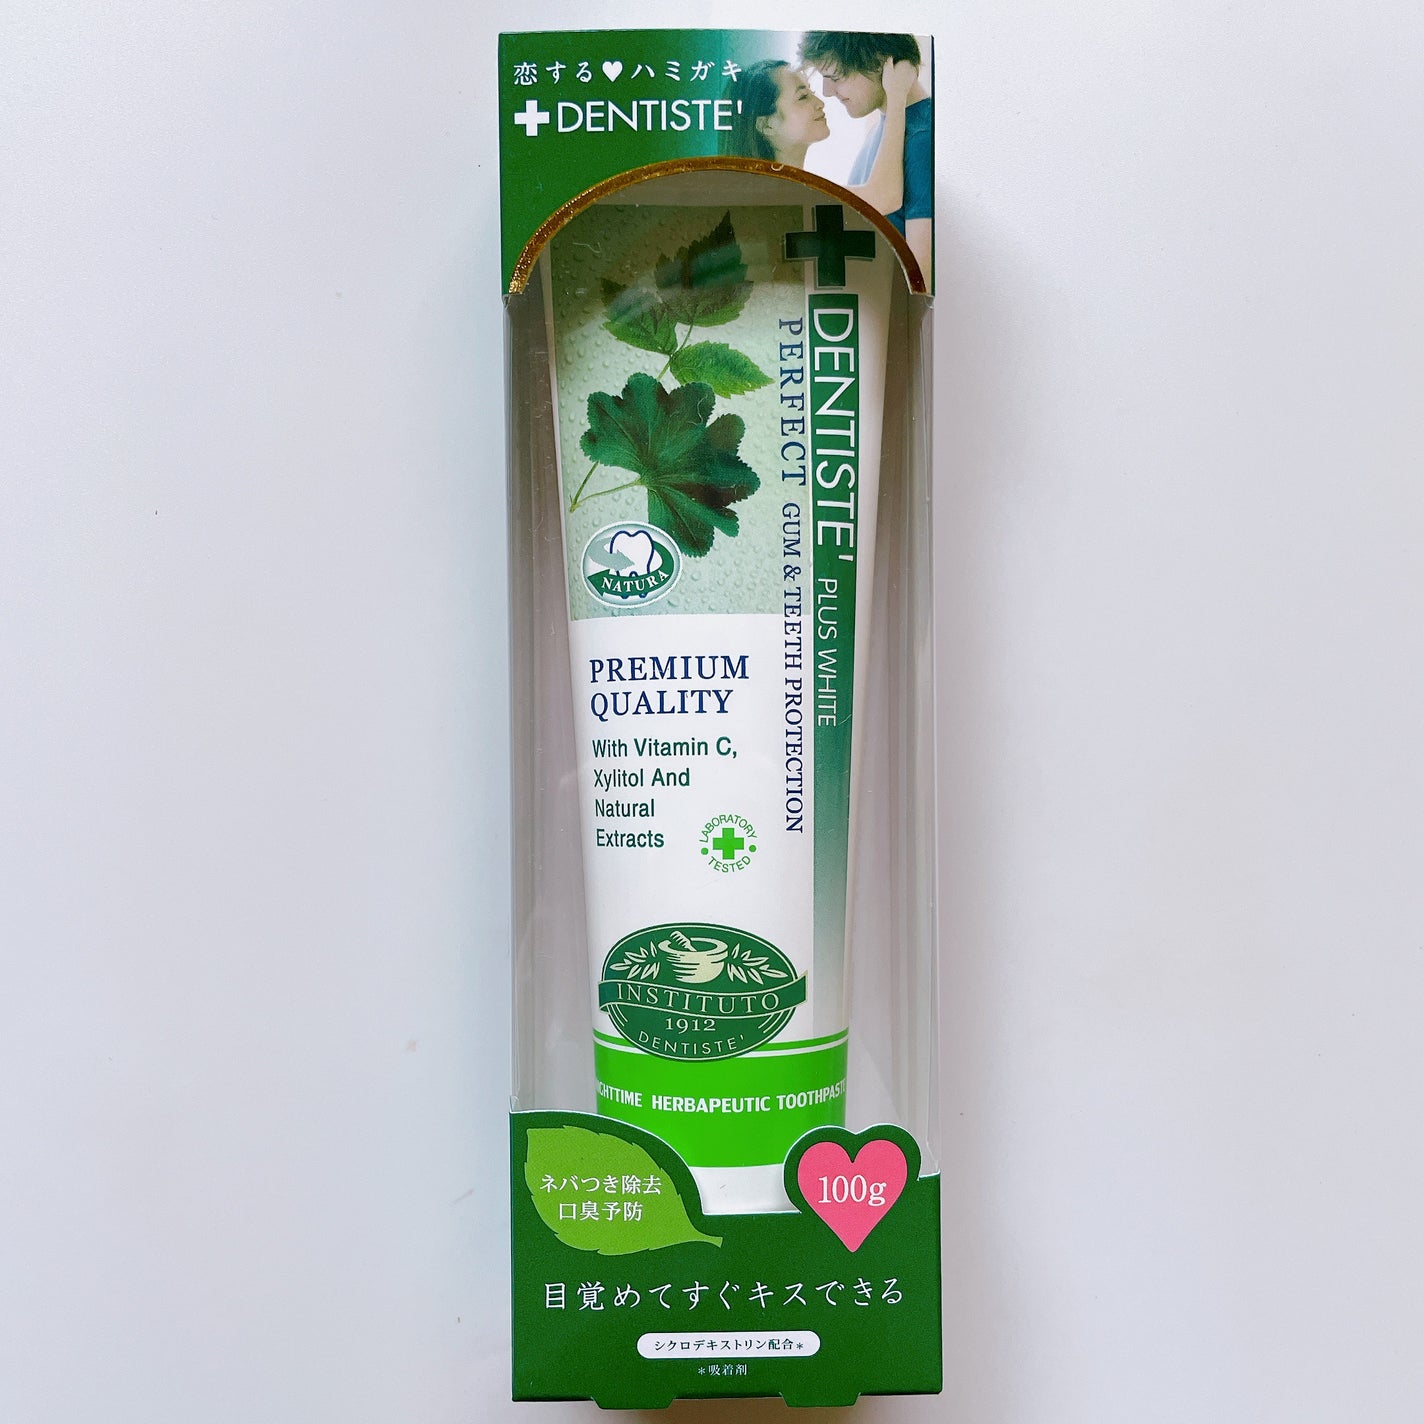 恋する♥ハミガキ
DENTISTE'
DENTISTE' PLUS WHITE
PERFECT GUM & TEETH PROTECTION
NATURA
PREMIUM
QUALITY
With Vitamin C,
Xylitol And
Natural
Extracts
LABORATORY
TESTED
INSTITUTO
1912
DENTISTE'
HERBAPEUTIC
ネバつき除去
口臭予防
100g
目覚めてすぐキスできる
シクロデキストリン配合*
*吸着剤